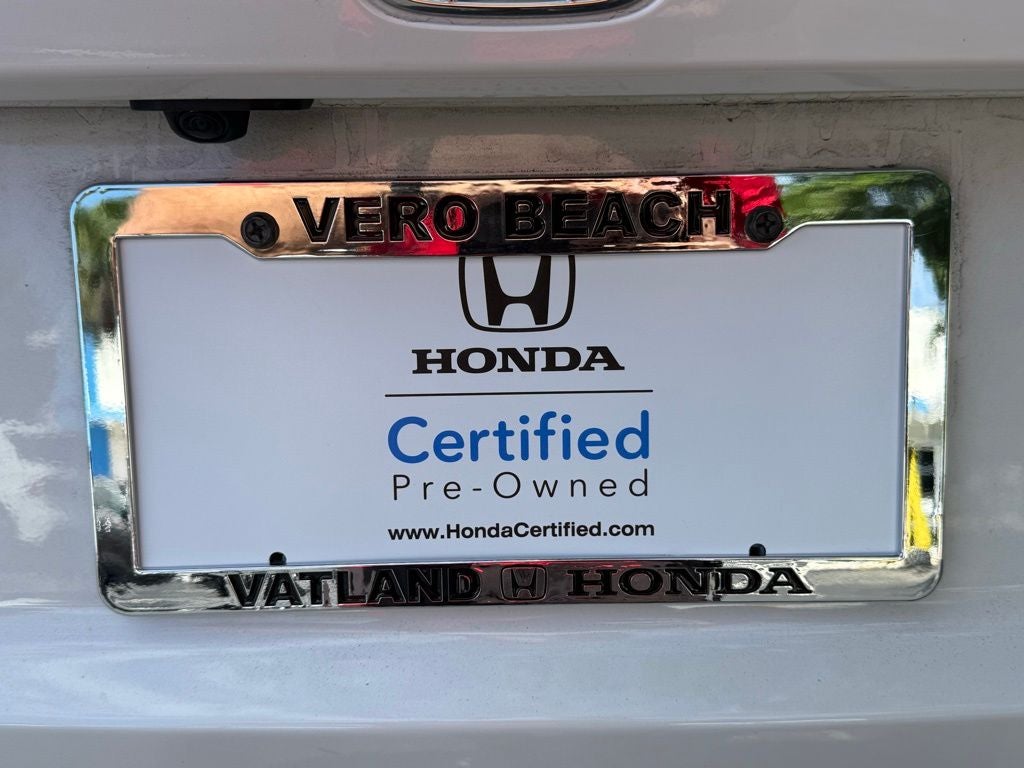 VERO BEACH
HONDA
Certified
Pre-Owned
www.HondaCertified.com
VATLAND HONDA